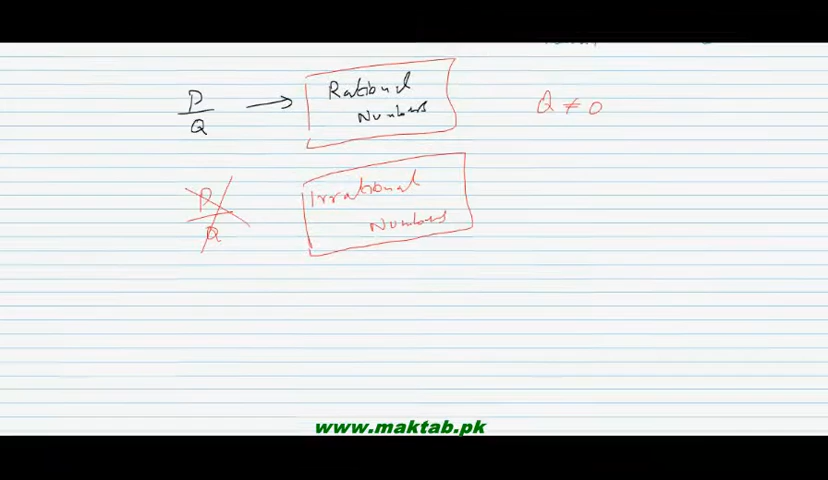 P
Q
Rational
Numbers
Q ≠ 0
P
Q
Irrational
Numbers
www.maktab.pk